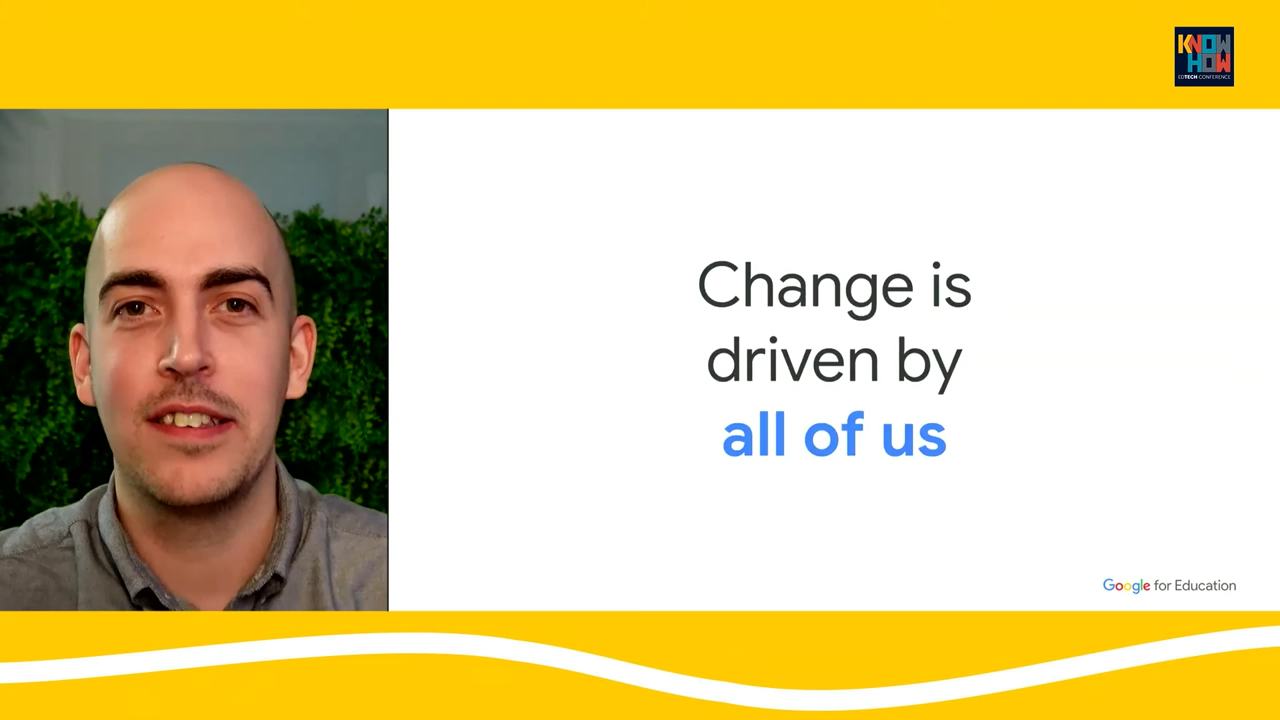 KNOW
HOW
EDTECH CONFERENCE
Change is
driven by
all of us
Google for Education